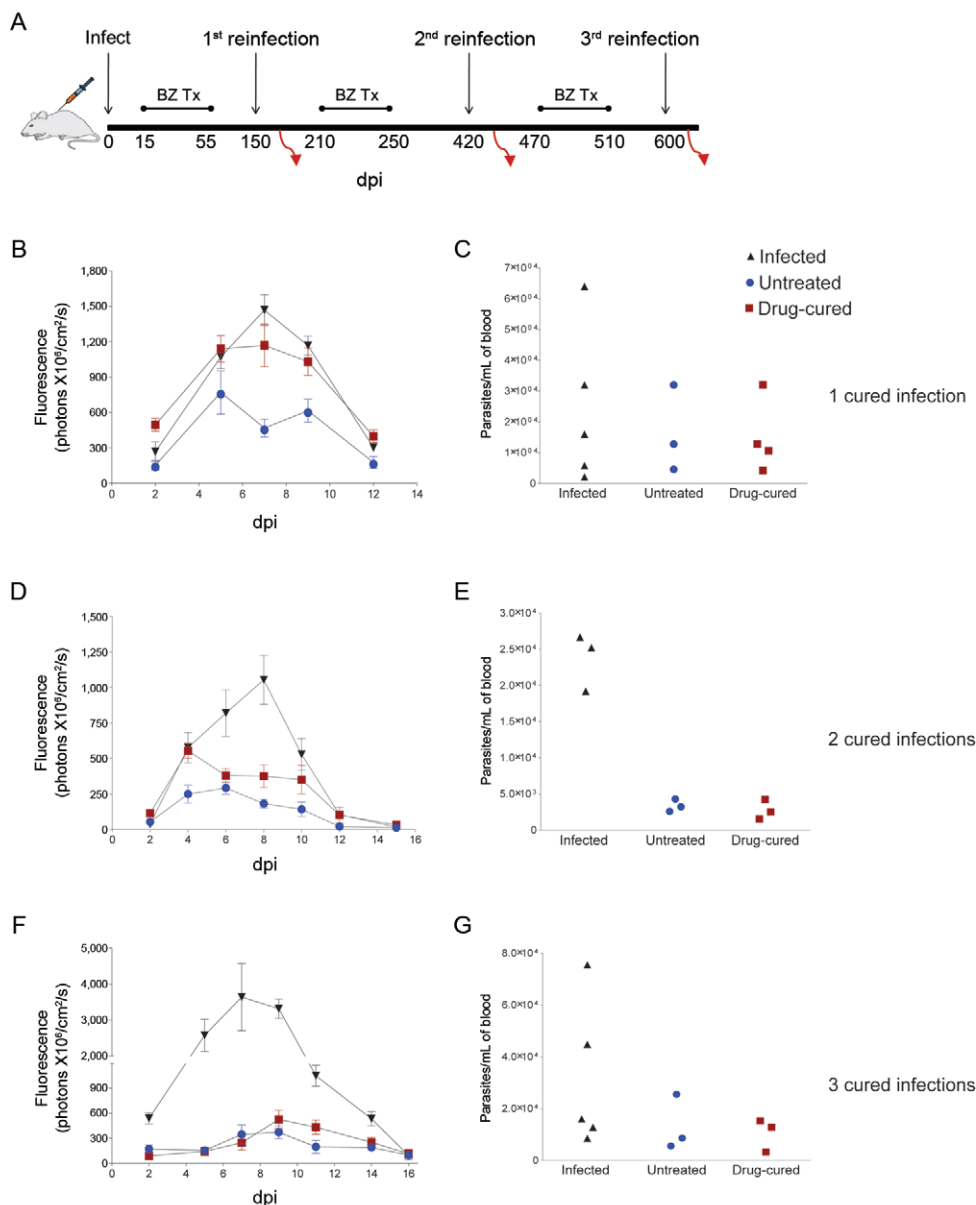 A
Infect
1st reinfection
2nd reinfection
3rd reinfection
BZ Tx
BZ Tx
BZ Tx
0 15 55 150 210 250 420 470 510 600
dpi
B
1,800
1,500
1,200
900
600
300
0
Fluorescence
(photons X10⁶/cm²/s)
0 2 4 6 8 10 12 14
dpi
C
7×10⁰⁴
6×10⁰⁴
5×10⁰⁴
4×10⁰⁴
3×10⁰⁴
2×10⁰⁴
1×10⁰⁴
0
Parasites/mL of blood
Infected Untreated Drug-cured
Infected
Untreated
Drug-cured
1 cured infection
D
1,500
1,250
1,000
750
500
250
0
Fluorescence
(photons X10⁶/cm²/s)
0 2 4 6 8 10 12 14 16
dpi
E
3.0×10⁴
2.5×10⁴
2.0×10⁴
1.5×10⁴
1.0×10⁴
5.0×10³
0
Parasites/mL of blood
Infected Untreated Drug-cured
2 cured infections
F
5,000
4,000
3,000
2,000
900
600
300
0
Fluorescence
(photons X10⁶/cm²/s)
0 2 4 6 8 10 12 14 16
dpi
G
8.0×10⁴
6.0×10⁴
4.0×10⁴
2.0×10⁴
0
Parasites/mL of blood
Infected Untreated Drug-cured
3 cured infections